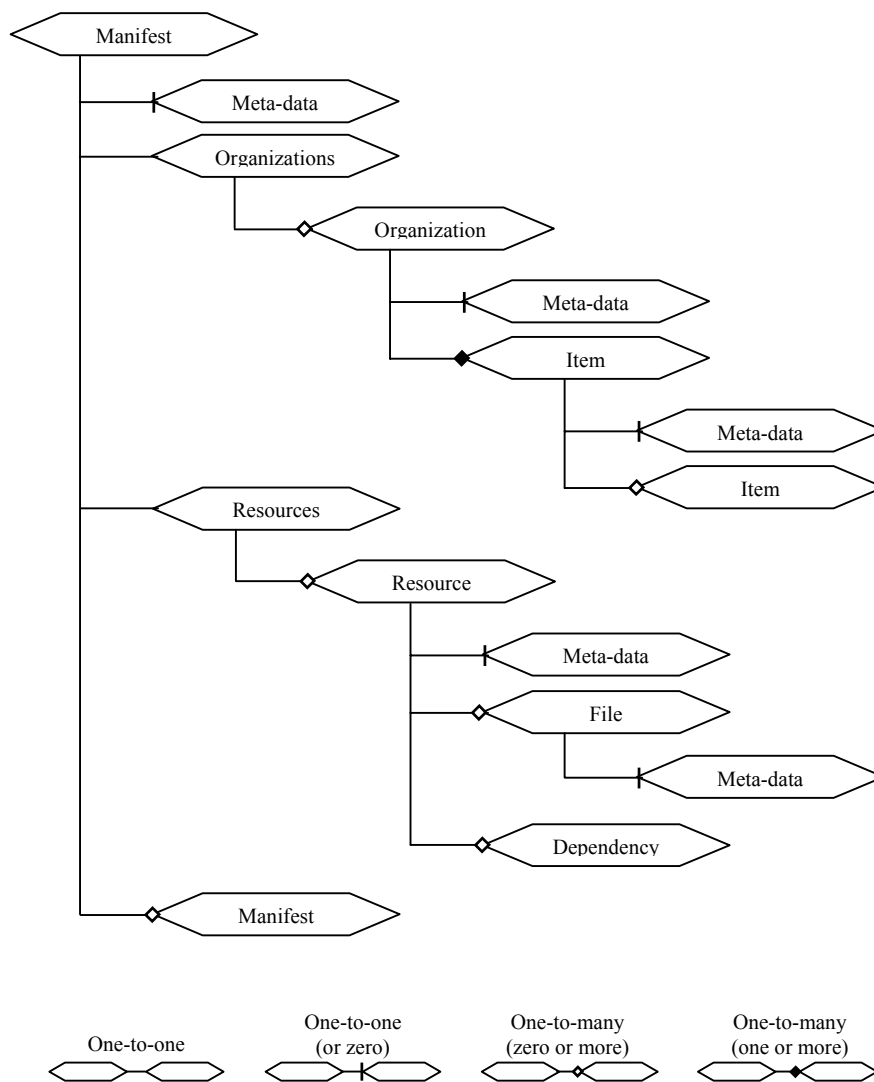 Manifest
Meta-data
Organizations
Organization
Meta-data
Item
Meta-data
Item
Resources
Resource
Meta-data
File
Meta-data
Dependency
Manifest
One-to-one
One-to-one
(or zero)
One-to-many
(zero or more)
One-to-many
(one or more)